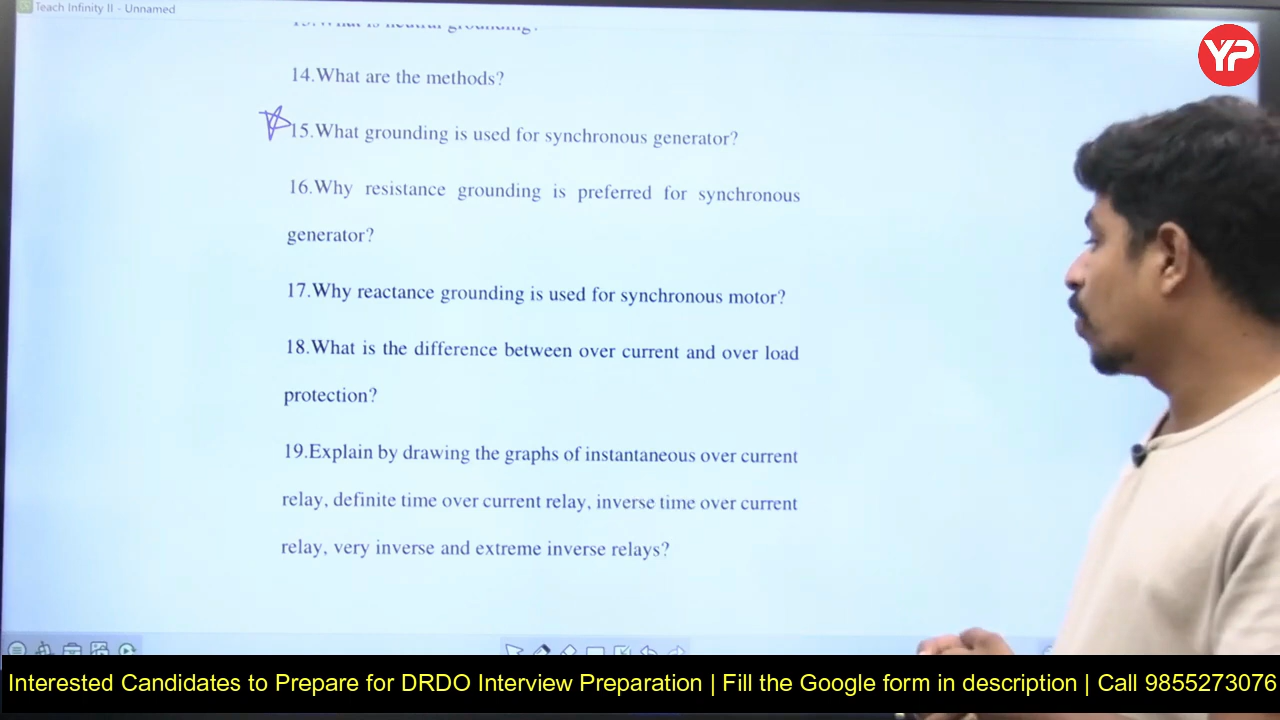 Teach Infinity II - Unnamed
YP
14.What are the methods?
15.What grounding is used for synchronous generator?
16.Why resistance grounding is preferred for synchronous
generator?
17.Why reactance grounding is used for synchronous motor?
18.What is the difference between over current and over load
protection?
19.Explain by drawing the graphs of instantaneous over current
relay, definite time over current relay, inverse time over current
relay, very inverse and extreme inverse relays?
Interested Candidates to Prepare for DRDO Interview Preparation | Fill the Google form in description | Call 9855273076